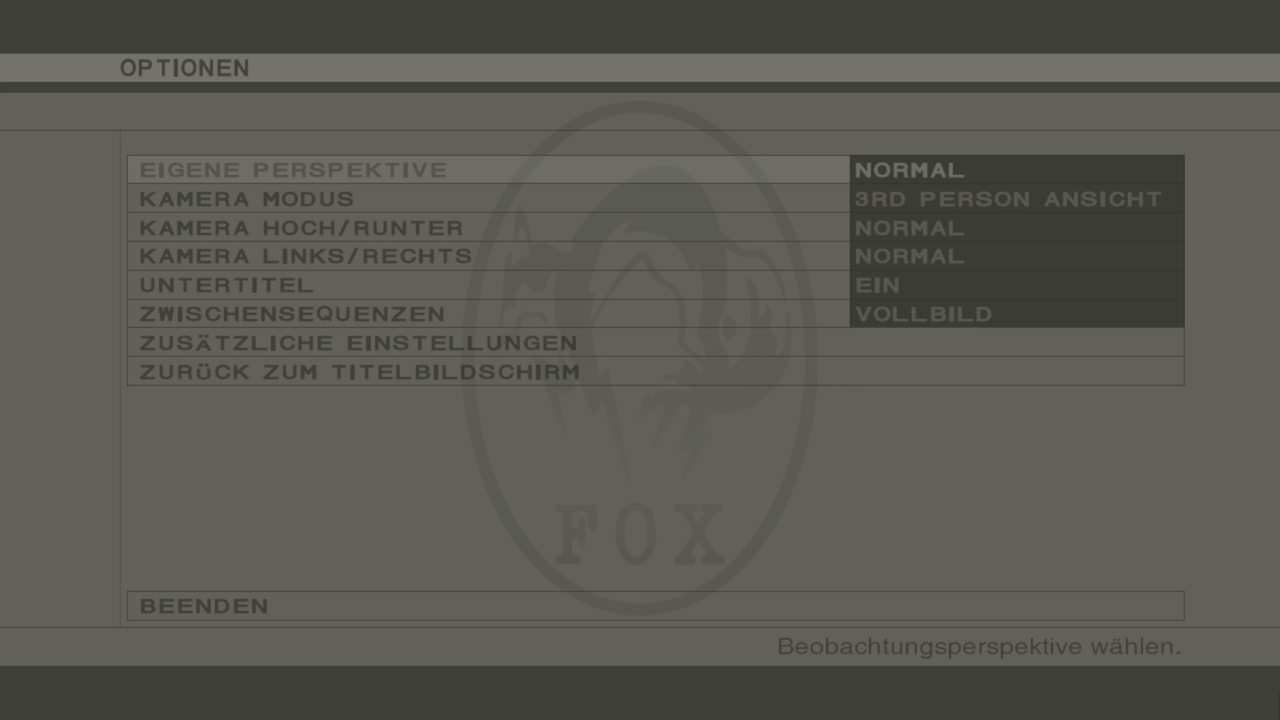 OPTIONEN
EIGENE PERSPEKTIVE NORMAL
KAMERA MODUS 3RD PERSON ANSICHT
KAMERA HOCH/RUNTER NORMAL
KAMERA LINKS/RECHTS NORMAL
UNTERTITEL EIN
ZWISCHENSEQUENZEN VOLLBILD
ZUSÄTZLICHE EINSTELLUNGEN
ZURüCK ZUM TITELBILDSCHIRM
FOX
BEENDEN
Beobachtungsperspektive wählen.